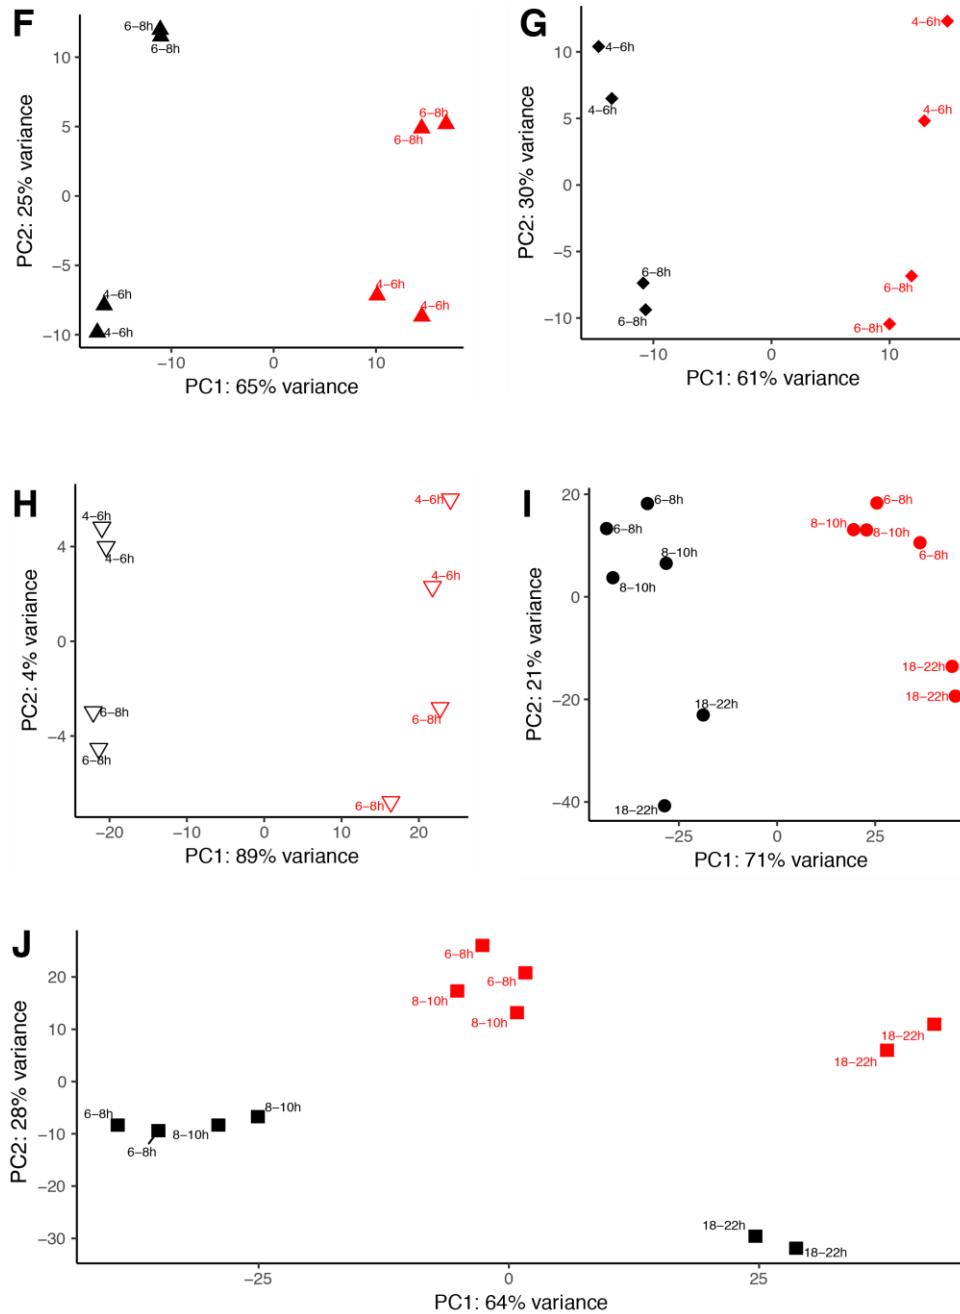 F
PC2: 25% variance
10
5
0
−5
−10
6−8h
6−8h
6−8h
6−8h
4−6h
4−6h
4−6h
4−6h
−10
0
10
PC1: 65% variance
G
PC2: 30% variance
10
5
0
−5
−10
4−6h
4−6h
4−6h
4−6h
6−8h
6−8h
6−8h
6−8h
−10
0
10
PC1: 61% variance
H
PC2: 4% variance
4
0
−4
4−6h
4−6h
4−6h
4−6h
6−8h
6−8h
6−8h
6−8h
−20
−10
0
10
20
PC1: 89% variance
I
PC2: 21% variance
20
0
−20
−40
6−8h
6−8h
8−10h
8−10h
6−8h
8−10h
8−10h
6−8h
18−22h
18−22h
18−22h
18−22h
−25
0
25
PC1: 71% variance
J
PC2: 28% variance
20
10
0
−10
−20
−30
6−8h
6−8h
8−10h
8−10h
18−22h
18−22h
6−8h
8−10h
6−8h
8−10h
18−22h
18−22h
−25
0
25
PC1: 64% variance